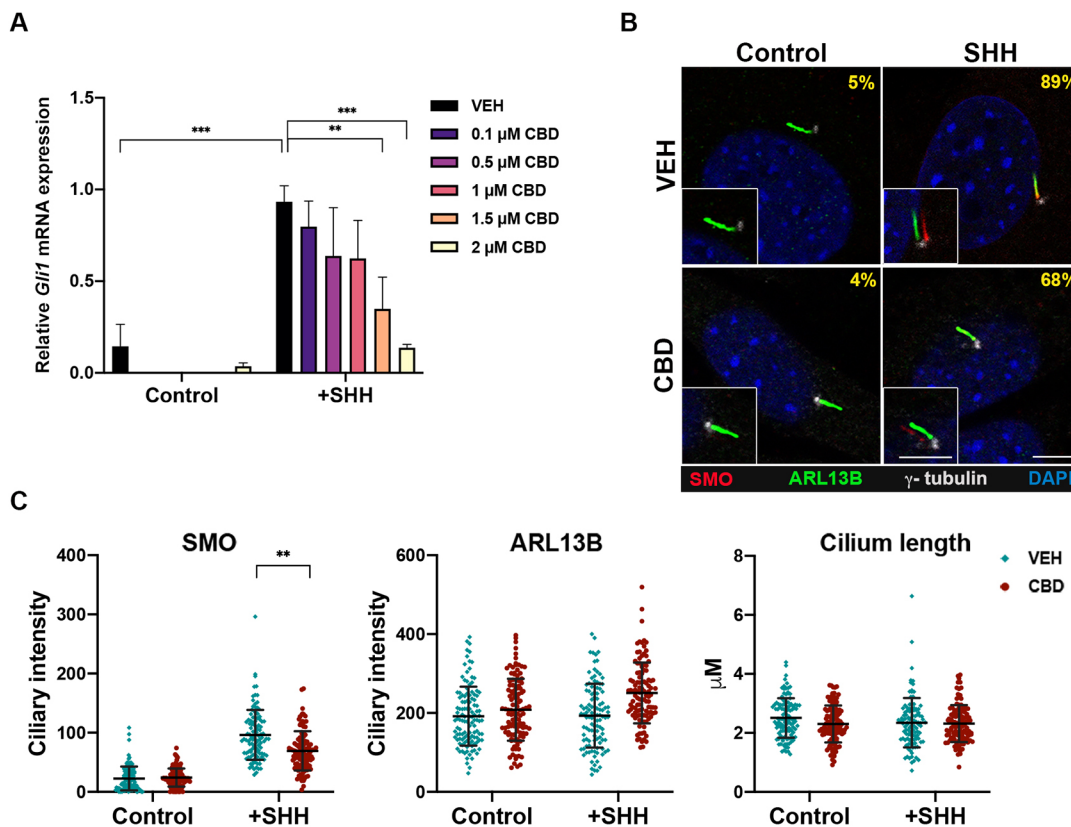 A
Relative Gli1 mRNA expression
1.5
1.0
0.5
0.0
***
***
**
VEH
0.1 µM CBD
0.5 µM CBD
1 µM CBD
1.5 µM CBD
2 µM CBD
Control
+SHH
B
Control
SHH
VEH
5%
89%
CBD
4%
68%
SMO
ARL13B
γ- tubulin
DAPI
C
SMO
Ciliary intensity
400
300
200
100
0
**
Control
+SHH
ARL13B
Ciliary intensity
600
400
200
0
Control
+SHH
Cilium length
µM
8
6
4
2
0
Control
+SHH
VEH
CBD